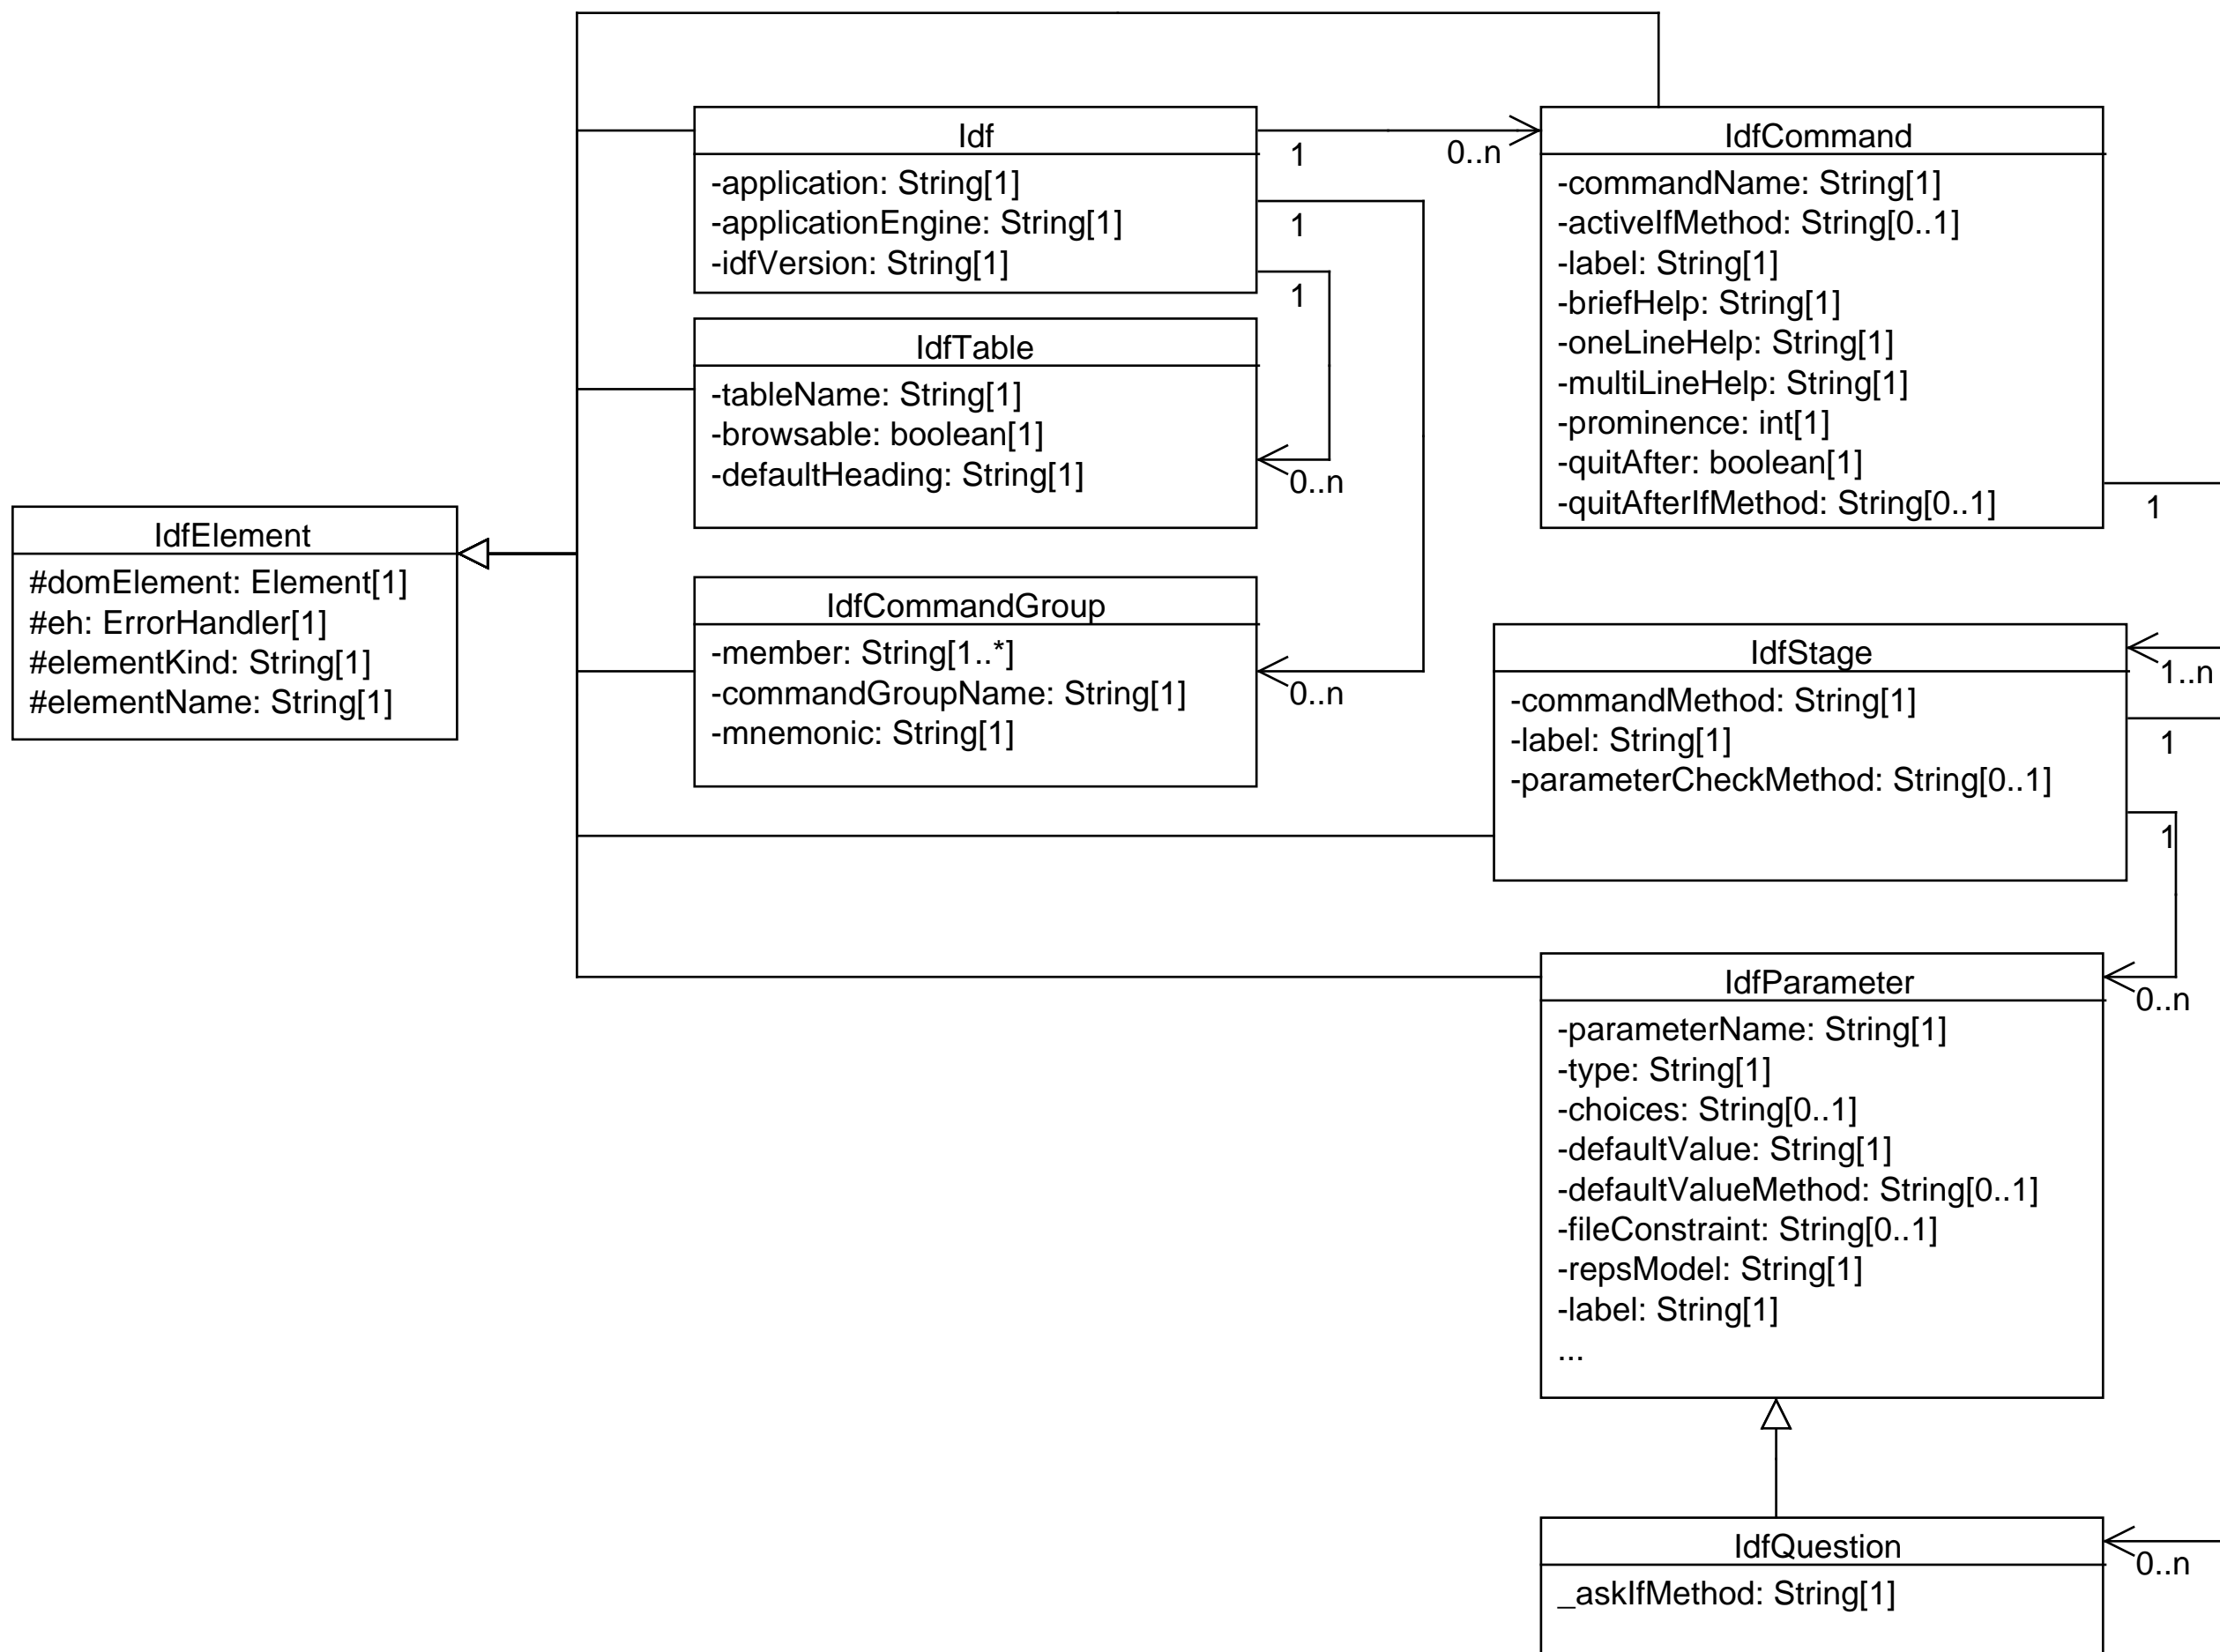 Idf
-application: String[1]
-applicationEngine: String[1]
-idfVersion: String[1]
1
0..n
1
1
IdfCommand
-commandName: String[1]
-activeIfMethod: String[0..1]
-label: String[1]
-briefHelp: String[1]
-oneLineHelp: String[1]
-multiLineHelp: String[1]
-prominence: int[1]
-quitAfter: boolean[1]
-quitAfterIfMethod: String[0..1]
1
IdfTable
-tableName: String[1]
-browsable: boolean[1]
-defaultHeading: String[1]
0..n
IdfElement
#domElement: Element[1]
#eh: ErrorHandler[1]
#elementKind: String[1]
#elementName: String[1]
IdfCommandGroup
-member: String[1..*]
-commandGroupName: String[1]
-mnemonic: String[1]
0..n
IdfStage
-commandMethod: String[1]
-label: String[1]
-parameterCheckMethod: String[0..1]
1..n
1
1
IdfParameter
-parameterName: String[1]
-type: String[1]
-choices: String[0..1]
-defaultValue: String[1]
-defaultValueMethod: String[0..1]
-fileConstraint: String[0..1]
-repsModel: String[1]
-label: String[1]
...
0..n
IdfQuestion
_askIfMethod: String[1]
0..n